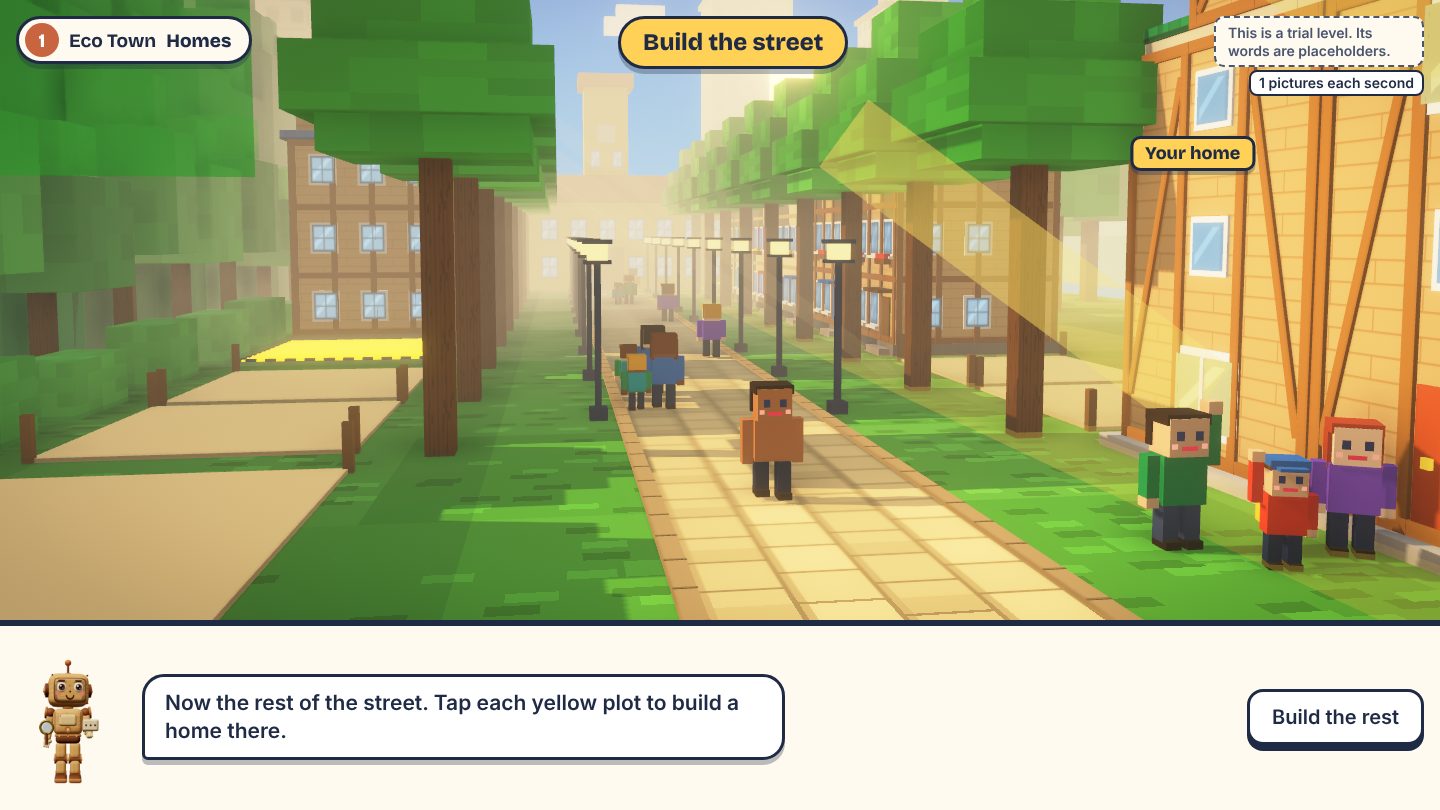 1 Eco Town Homes
Build the street
This is a trial level. Its
words are placeholders.
1 pictures each second
Your home
Now the rest of the street. Tap each yellow plot to build a
home there.
Build the rest